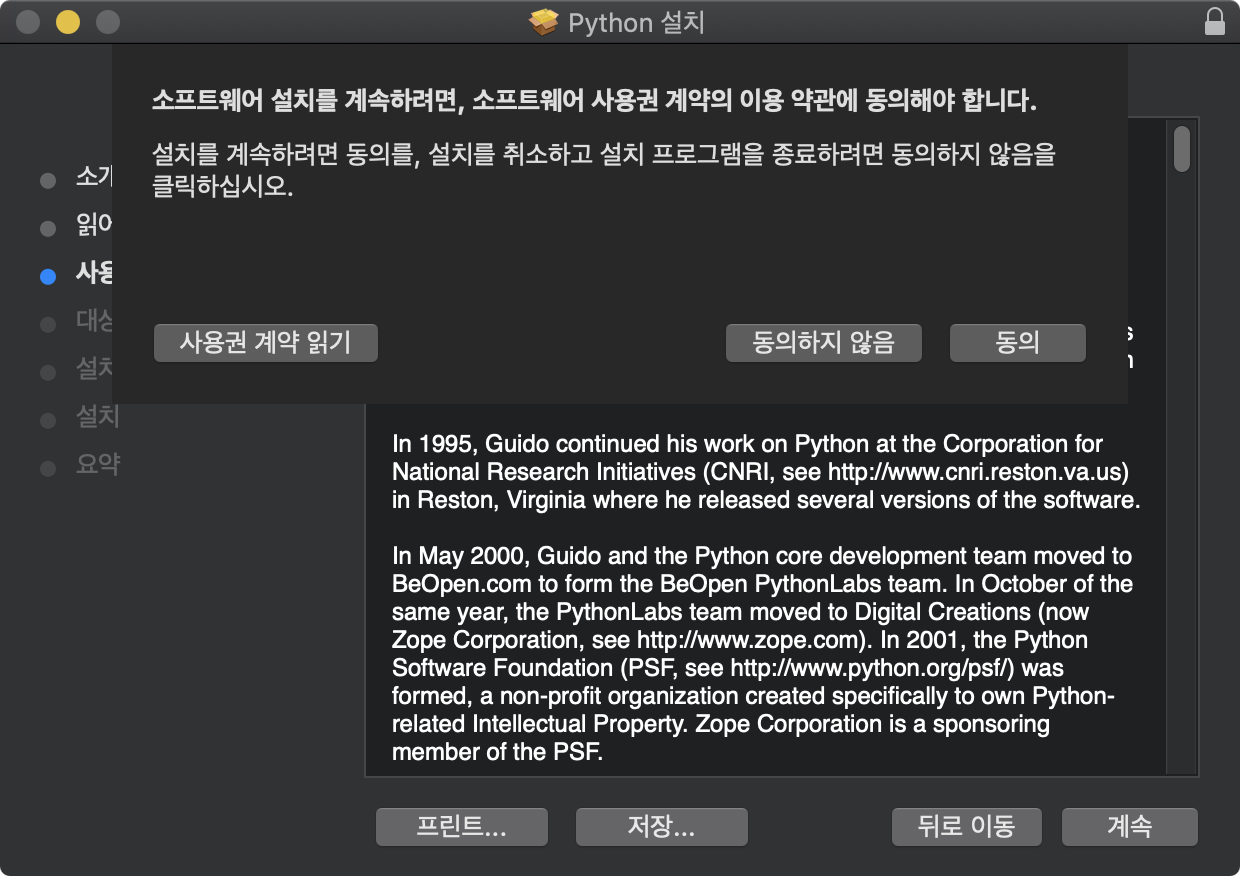 Python 설치
소프트웨어 설치를 계속하려면, 소프트웨어 사용권 계약의 이용 약관에 동의해야 합니다.
설치를 계속하려면 동의를, 설치를 취소하고 설치 프로그램을 종료하려면 동의하지 않음을
클릭하십시오.
사용권 계약 읽기
동의하지 않음
동의
대상
설치
설치
요약
In 1995, Guido continued his work on Python at the Corporation for
National Research Initiatives (CNRI, see http://www.cnri.reston.va.us)
in Reston, Virginia where he released several versions of the software.
In May 2000, Guido and the Python core development team moved to
BeOpen.com to form the BeOpen PythonLabs team. In October of the
same year, the PythonLabs team moved to Digital Creations (now
Zope Corporation, see http://www.zope.com). In 2001, the Python
Software Foundation (PSF, see http://www.python.org/psf/) was
formed, a non-profit organization created specifically to own Python-
related Intellectual Property. Zope Corporation is a sponsoring
member of the PSF.
프린트...
저장...
뒤로 이동
계속